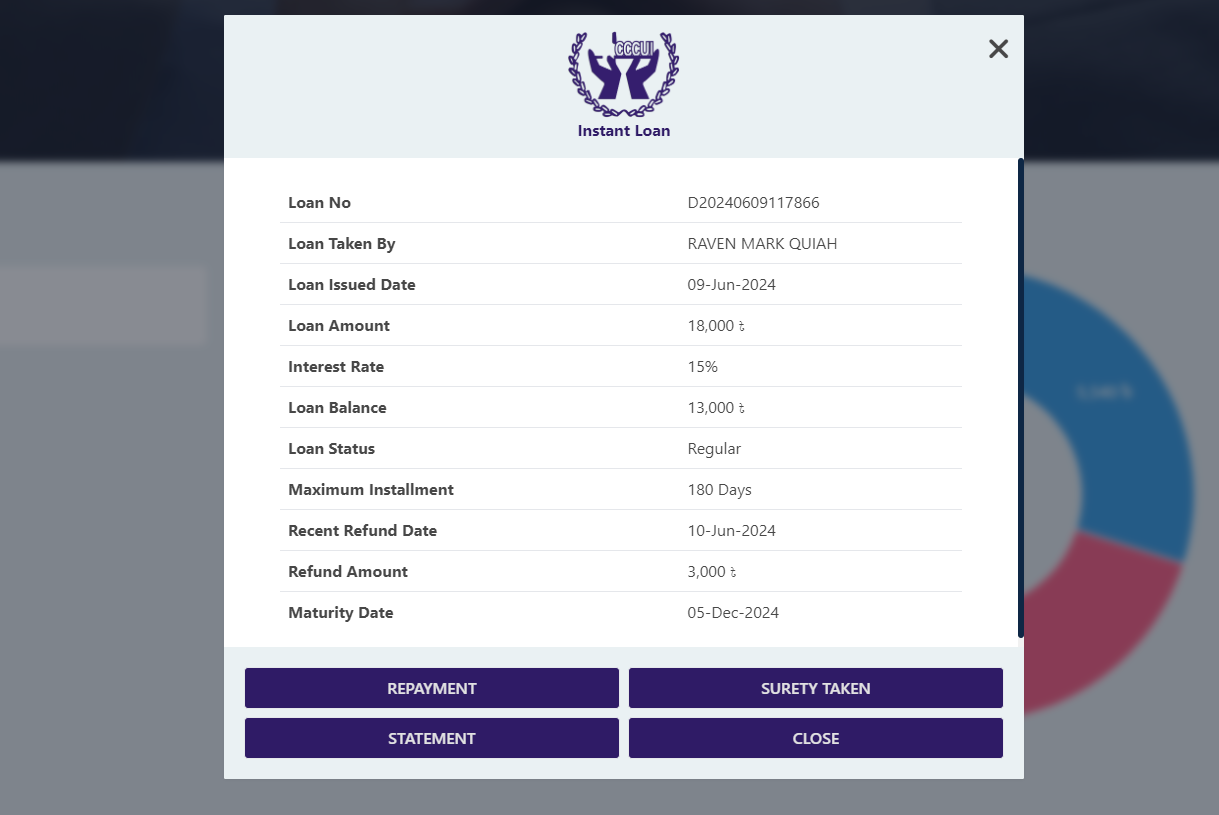 CCCUL
Instant Loan
Loan No D20240609117866
Loan Taken By RAVEN MARK QUIAH
Loan Issued Date 09-Jun-2024
Loan Amount 18,000 ৳
Interest Rate 15%
Loan Balance 13,000 ৳
Loan Status Regular
Maximum Installment 180 Days
Recent Refund Date 10-Jun-2024
Refund Amount 3,000 ৳
Maturity Date 05-Dec-2024
REPAYMENT SURETY TAKEN
STATEMENT CLOSE